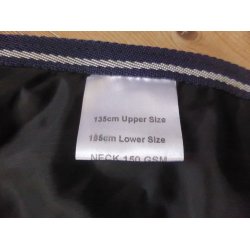 135cm Upper Size
155cm Lower Size
NECK 150 GSM